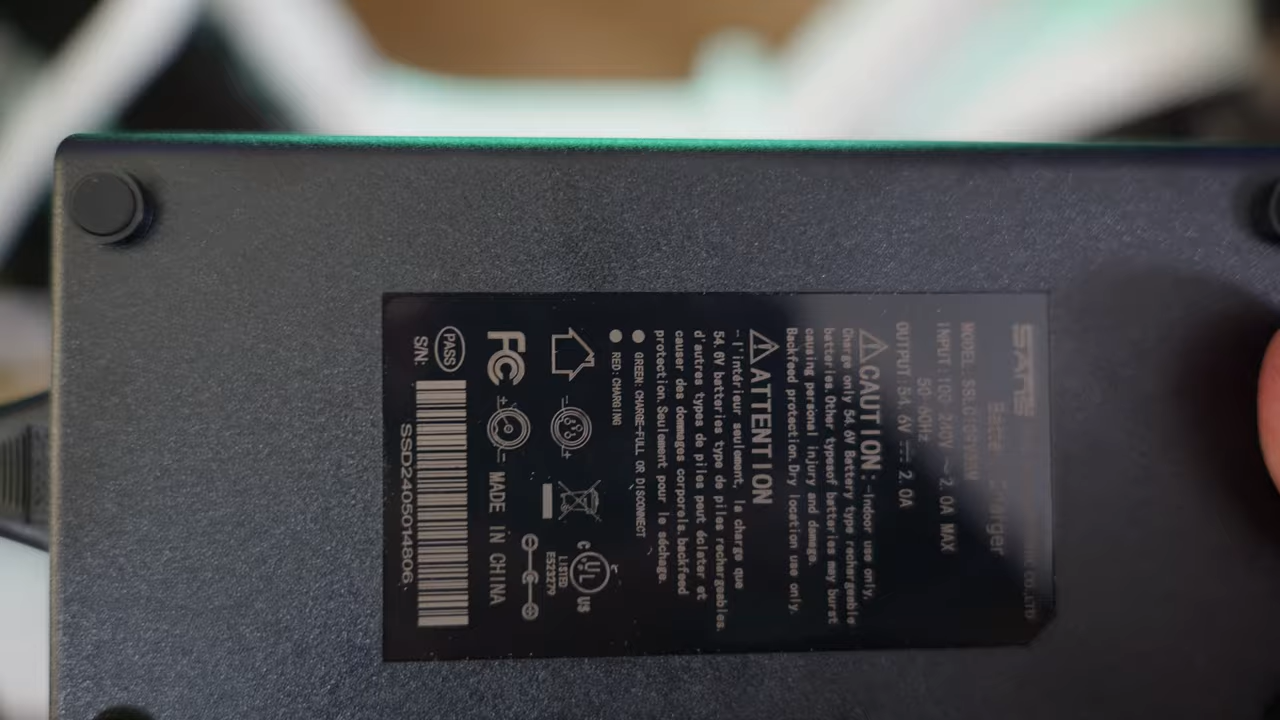 SANS
CO.,LTD
Charger
MODEL:
INPUT:100-240V~2.0A MAX
50-60Hz
OUTPUT:54.6V⎓2.0A
⚠CAUTION:-Indoor use only.
Charge only 54.6V Battery type rechargeable
batteries.Other typesof batteries may burst
causing personal injury and damage.
Backfeed protection.Dry location use only.
⚠ATTENTION
-l'intérieur seulement, la charge que
54.6V batteries type de piles rechargeables.
d'autres types de piles peut éclater et
causer des dommages corporels.backfeed
protection.Seulement pour le séchage.
GREEN:CHARGE-FULL OR DISCONNECT
RED:CHARGING
C UL US
LISTED
E523279
FC
MADE IN CHINA
PASS
S/N:
SSD2405014806.